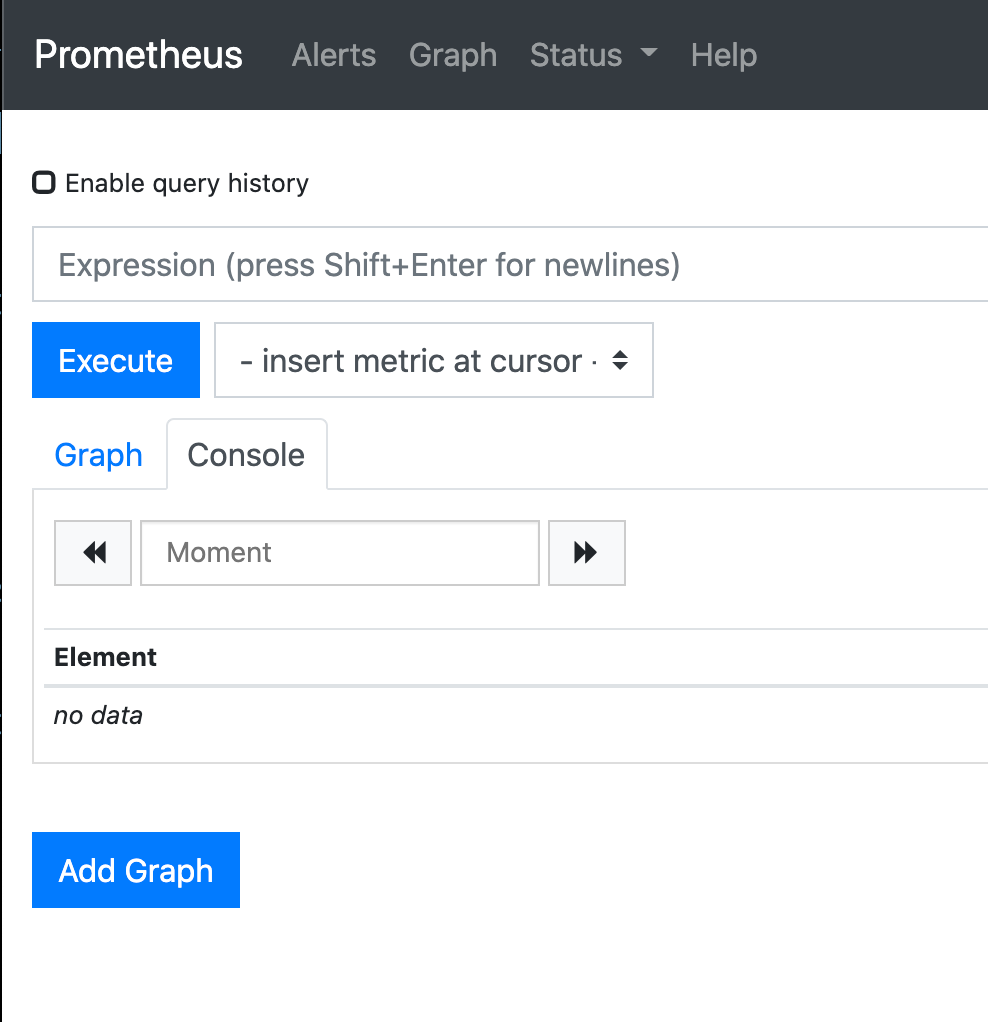 Prometheus Alerts Graph Status Help
Enable query history
Expression (press Shift+Enter for newlines)
Execute - insert metric at cursor -
Graph Console
Moment
Element
no data
Add Graph